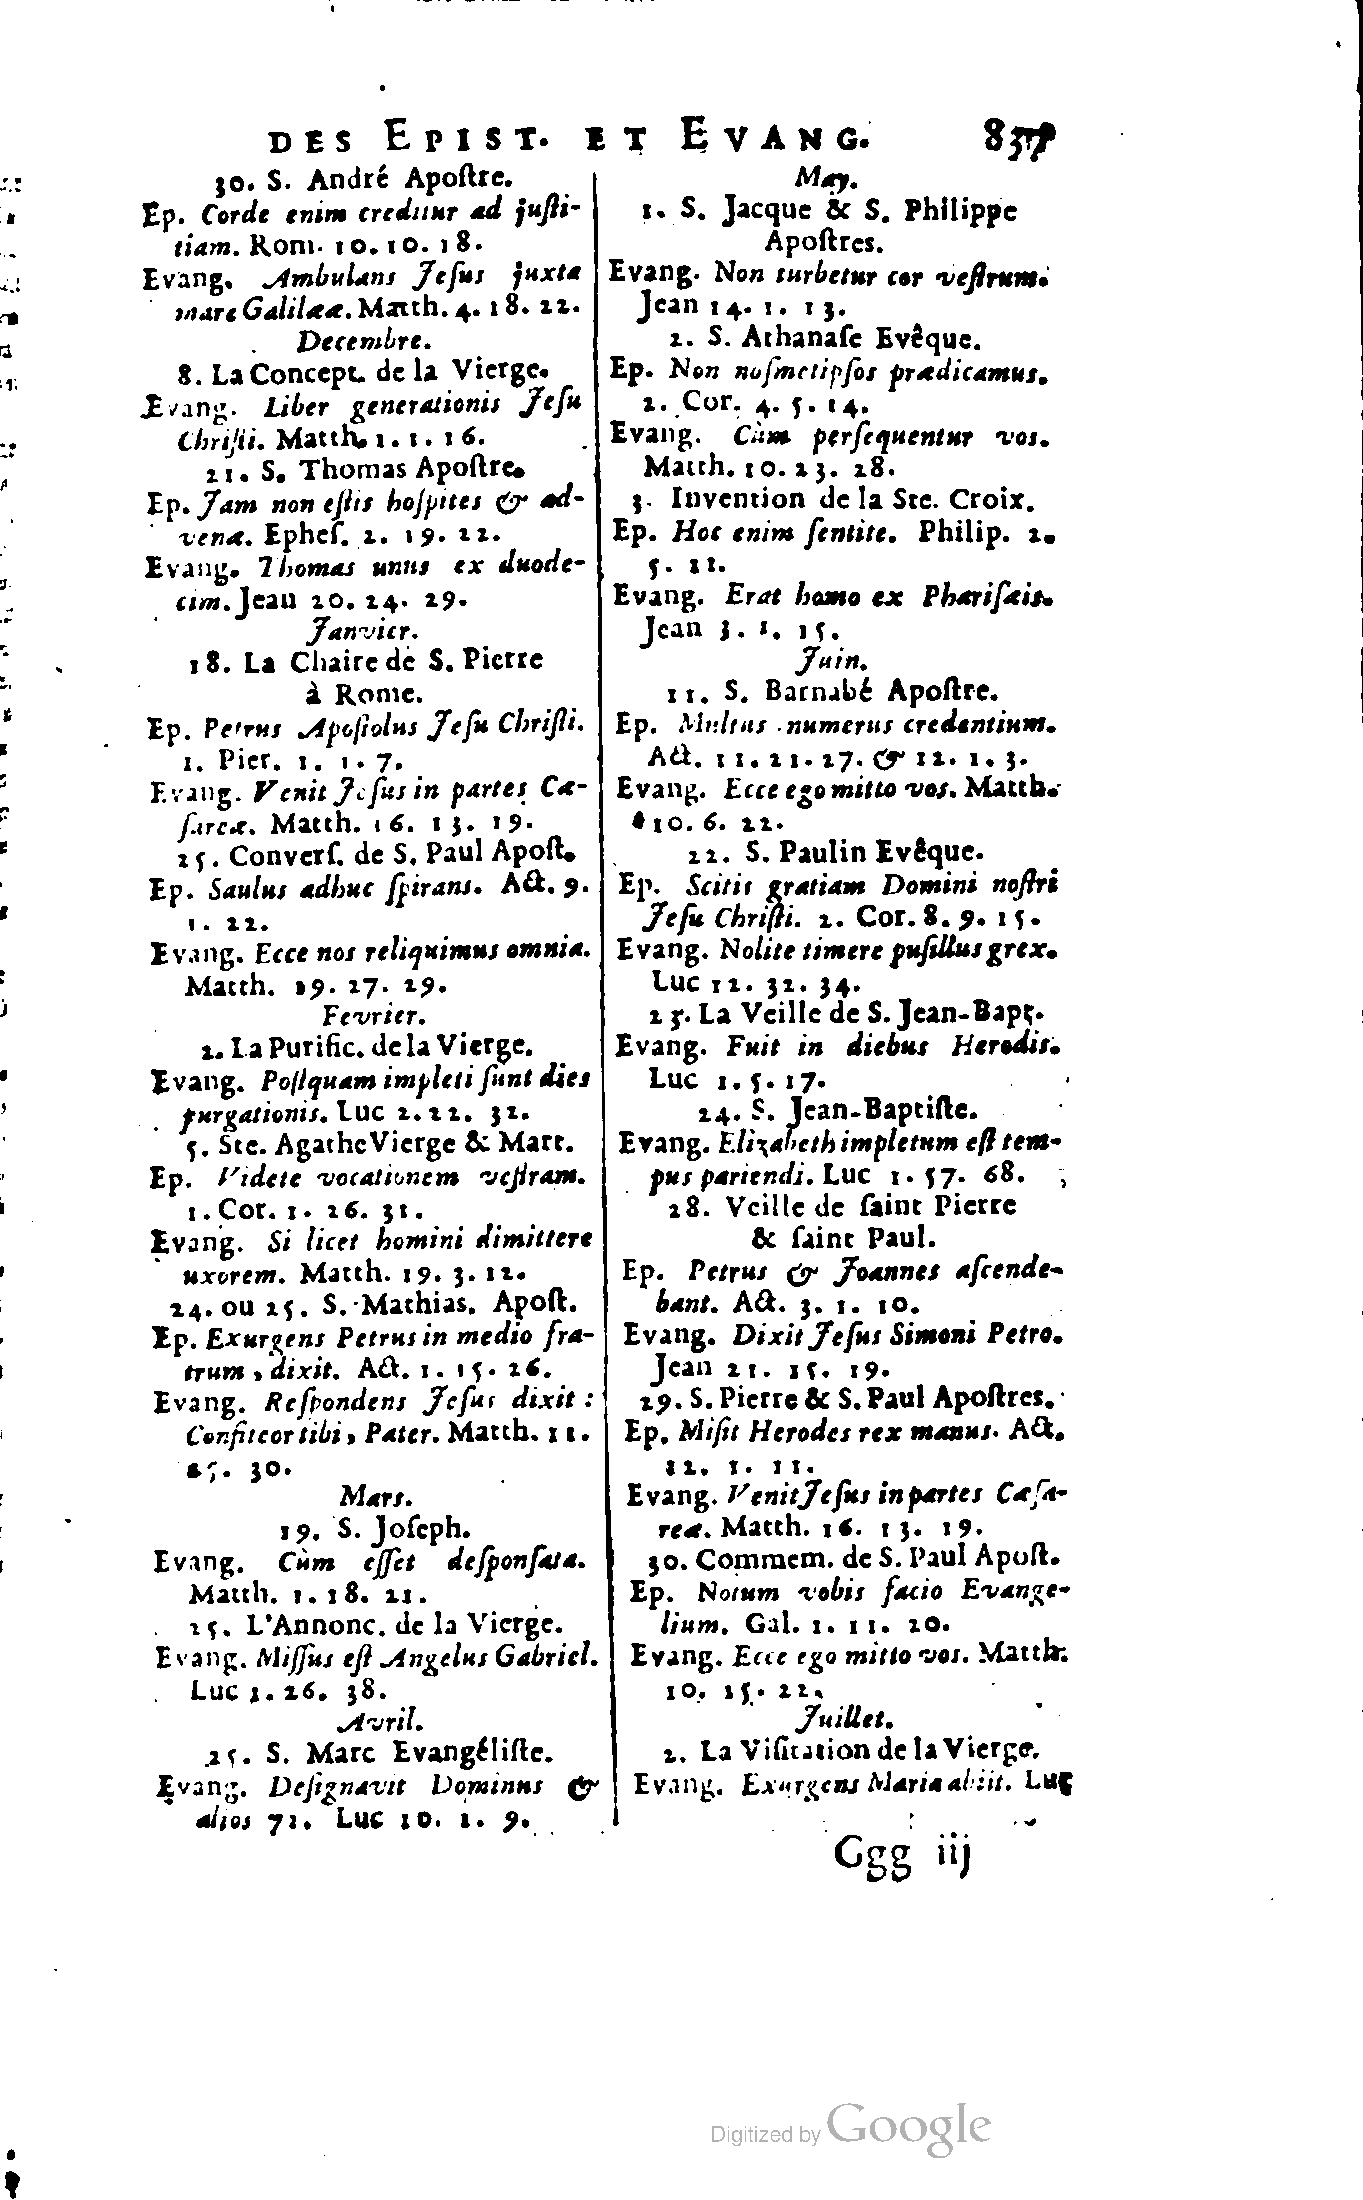 DES EPIST. ET EVANG.
30. S. André Apoſtre.
Ep. Corde enim creditur ad juſti-
tiam. Rom. 10. 10. 18.
Evang. Ambulans Jeſus juxta
mare Galilææ. Matth. 4. 18. 22.
Decembre.
8. La Concept. de la Vierge.
Evang. Liber generationis Jeſu
Chriſti. Matth. 1. 1. 16.
21. S. Thomas Apoſtre.
Ep. Jam non eſtis hoſpites & ad-
venæ. Epheſ. 2. 19. 22.
Evang. Thomas unus ex duode-
cim. Jean 20. 24. 29.
Janvier.
18. La Chaire de S. Pierre
à Rome.
Ep. Petrus Apoſtolus Jeſu Chriſti.
1. Pier. 1. 1. 7.
Evang. Venit Jeſus in partes Cæ-
ſareæ. Matth. 16. 13. 19.
25. Converſ. de S. Paul Apoſt.
Ep. Saulus adhuc ſpirans. Act. 9.
1. 22.
Evang. Ecce nos reliquimus omnia.
Matth. 19. 27. 29.
Fevrier.
2. La Purific. de la Vierge.
Evang. Poſtquam impleti ſunt dies
purgationis. Luc 2. 22. 32.
5. Ste. Agathe Vierge & Mart.
Ep. Videte vocationem veſtram.
1. Cor. 1. 26. 31.
Evang. Si licet homini dimittere
uxorem. Matth. 19. 3. 12.
24. ou 25. S. Mathias, Apoſt.
Ep. Exurgens Petrus in medio fra-
trum, dixit. Act. 1. 15. 26.
Evang. Reſpondens Jeſus dixit :
Confiteor tibi, Pater. Matth. 11.
25. 30.
Mars.
19. S. Joſeph.
Evang. Cùm eſſet deſponſata.
Matth. 1. 18. 21.
25. L'Annonc. de la Vierge.
Evang. Miſſus eſt Angelus Gabriel.
Luc 1. 26. 38.
Avril.
25. S. Marc Evangéliſte.
Evang. Deſignavit Dominus &
alios 72. Luc 10. 1. 9.
May.
1. S. Jacque & S. Philippe
Apoſtres.
Evang. Non turbetur cor veſtrum.
Jean 14. 1. 13.
2. S. Athanaſe Evêque.
Ep. Non noſmetipſos prædicamus.
2. Cor. 4. 5. 14.
Evang. Cùm perſequentur vos.
Matth. 10. 23. 28.
3. Invention de la Ste. Croix.
Ep. Hoc enim ſentite. Philip. 2.
5. 11.
Evang. Erat homo ex Phariſæis.
Jean 3. 1. 15.
Juin.
11. S. Barnabé Apoſtre.
Ep. Multus numerus credentium.
Act. 11. 21. 27. & 12. 1. 3.
Evang. Ecce ego mitto vos. Matth.
10. 6. 22.
22. S. Paulin Evêque.
Ep. Scitis gratiam Domini noſtri
Jeſu Chriſti. 2. Cor. 8. 9. 15.
Evang. Nolite timere puſillus grex.
Luc 12. 32. 34.
23. La Veille de S. Jean-Bapt.
Evang. Fuit in diebus Herodis.
Luc 1. 5. 17.
24. S. Jean-Baptiſte.
Evang. Elizabeth impletum eſt tem-
pus pariendi. Luc 1. 57. 68.
28. Veille de ſaint Pierre
& ſaint Paul.
Ep. Petrus & Joannes aſcende-
bant. Act. 3. 1. 10.
Evang. Dixit Jeſus Simoni Petro.
Jean 21. 15. 19.
29. S. Pierre & S. Paul Apoſtres.
Ep. Miſit Herodes rex manus. Act.
12. 1. 11.
Evang. Venit Jeſus in partes Cæſa-
reæ. Matth. 16. 13. 19.
30. Commem. de S. Paul Apoſt.
Ep. Notum vobis facio Evange-
lium. Gal. 1. 11. 20.
Evang. Ecce ego mitto vos. Matth.
10. 15. 22.
Juillet.
2. La Viſitation de la Vierge.
Evang. Exurgens Maria abiit. Luc
Ggg iij
Digitized by Google